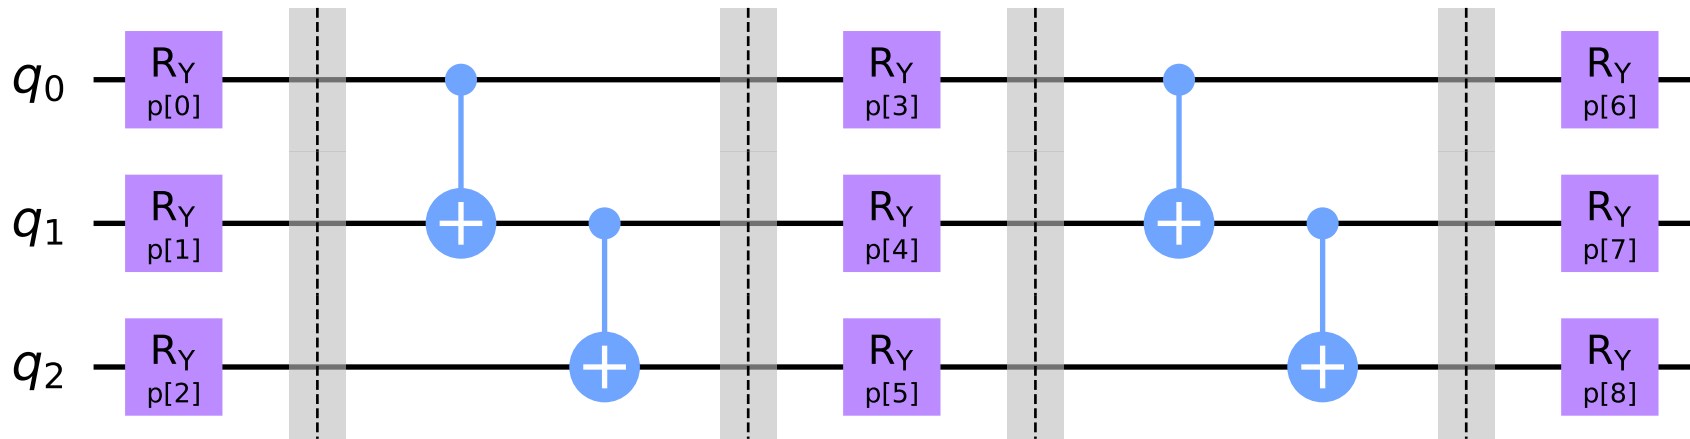 q0 RY RY RY
p[0] p[3] p[6]
q1 RY RY RY
p[1] p[4] p[7]
q2 RY RY RY
p[2] p[5] p[8]